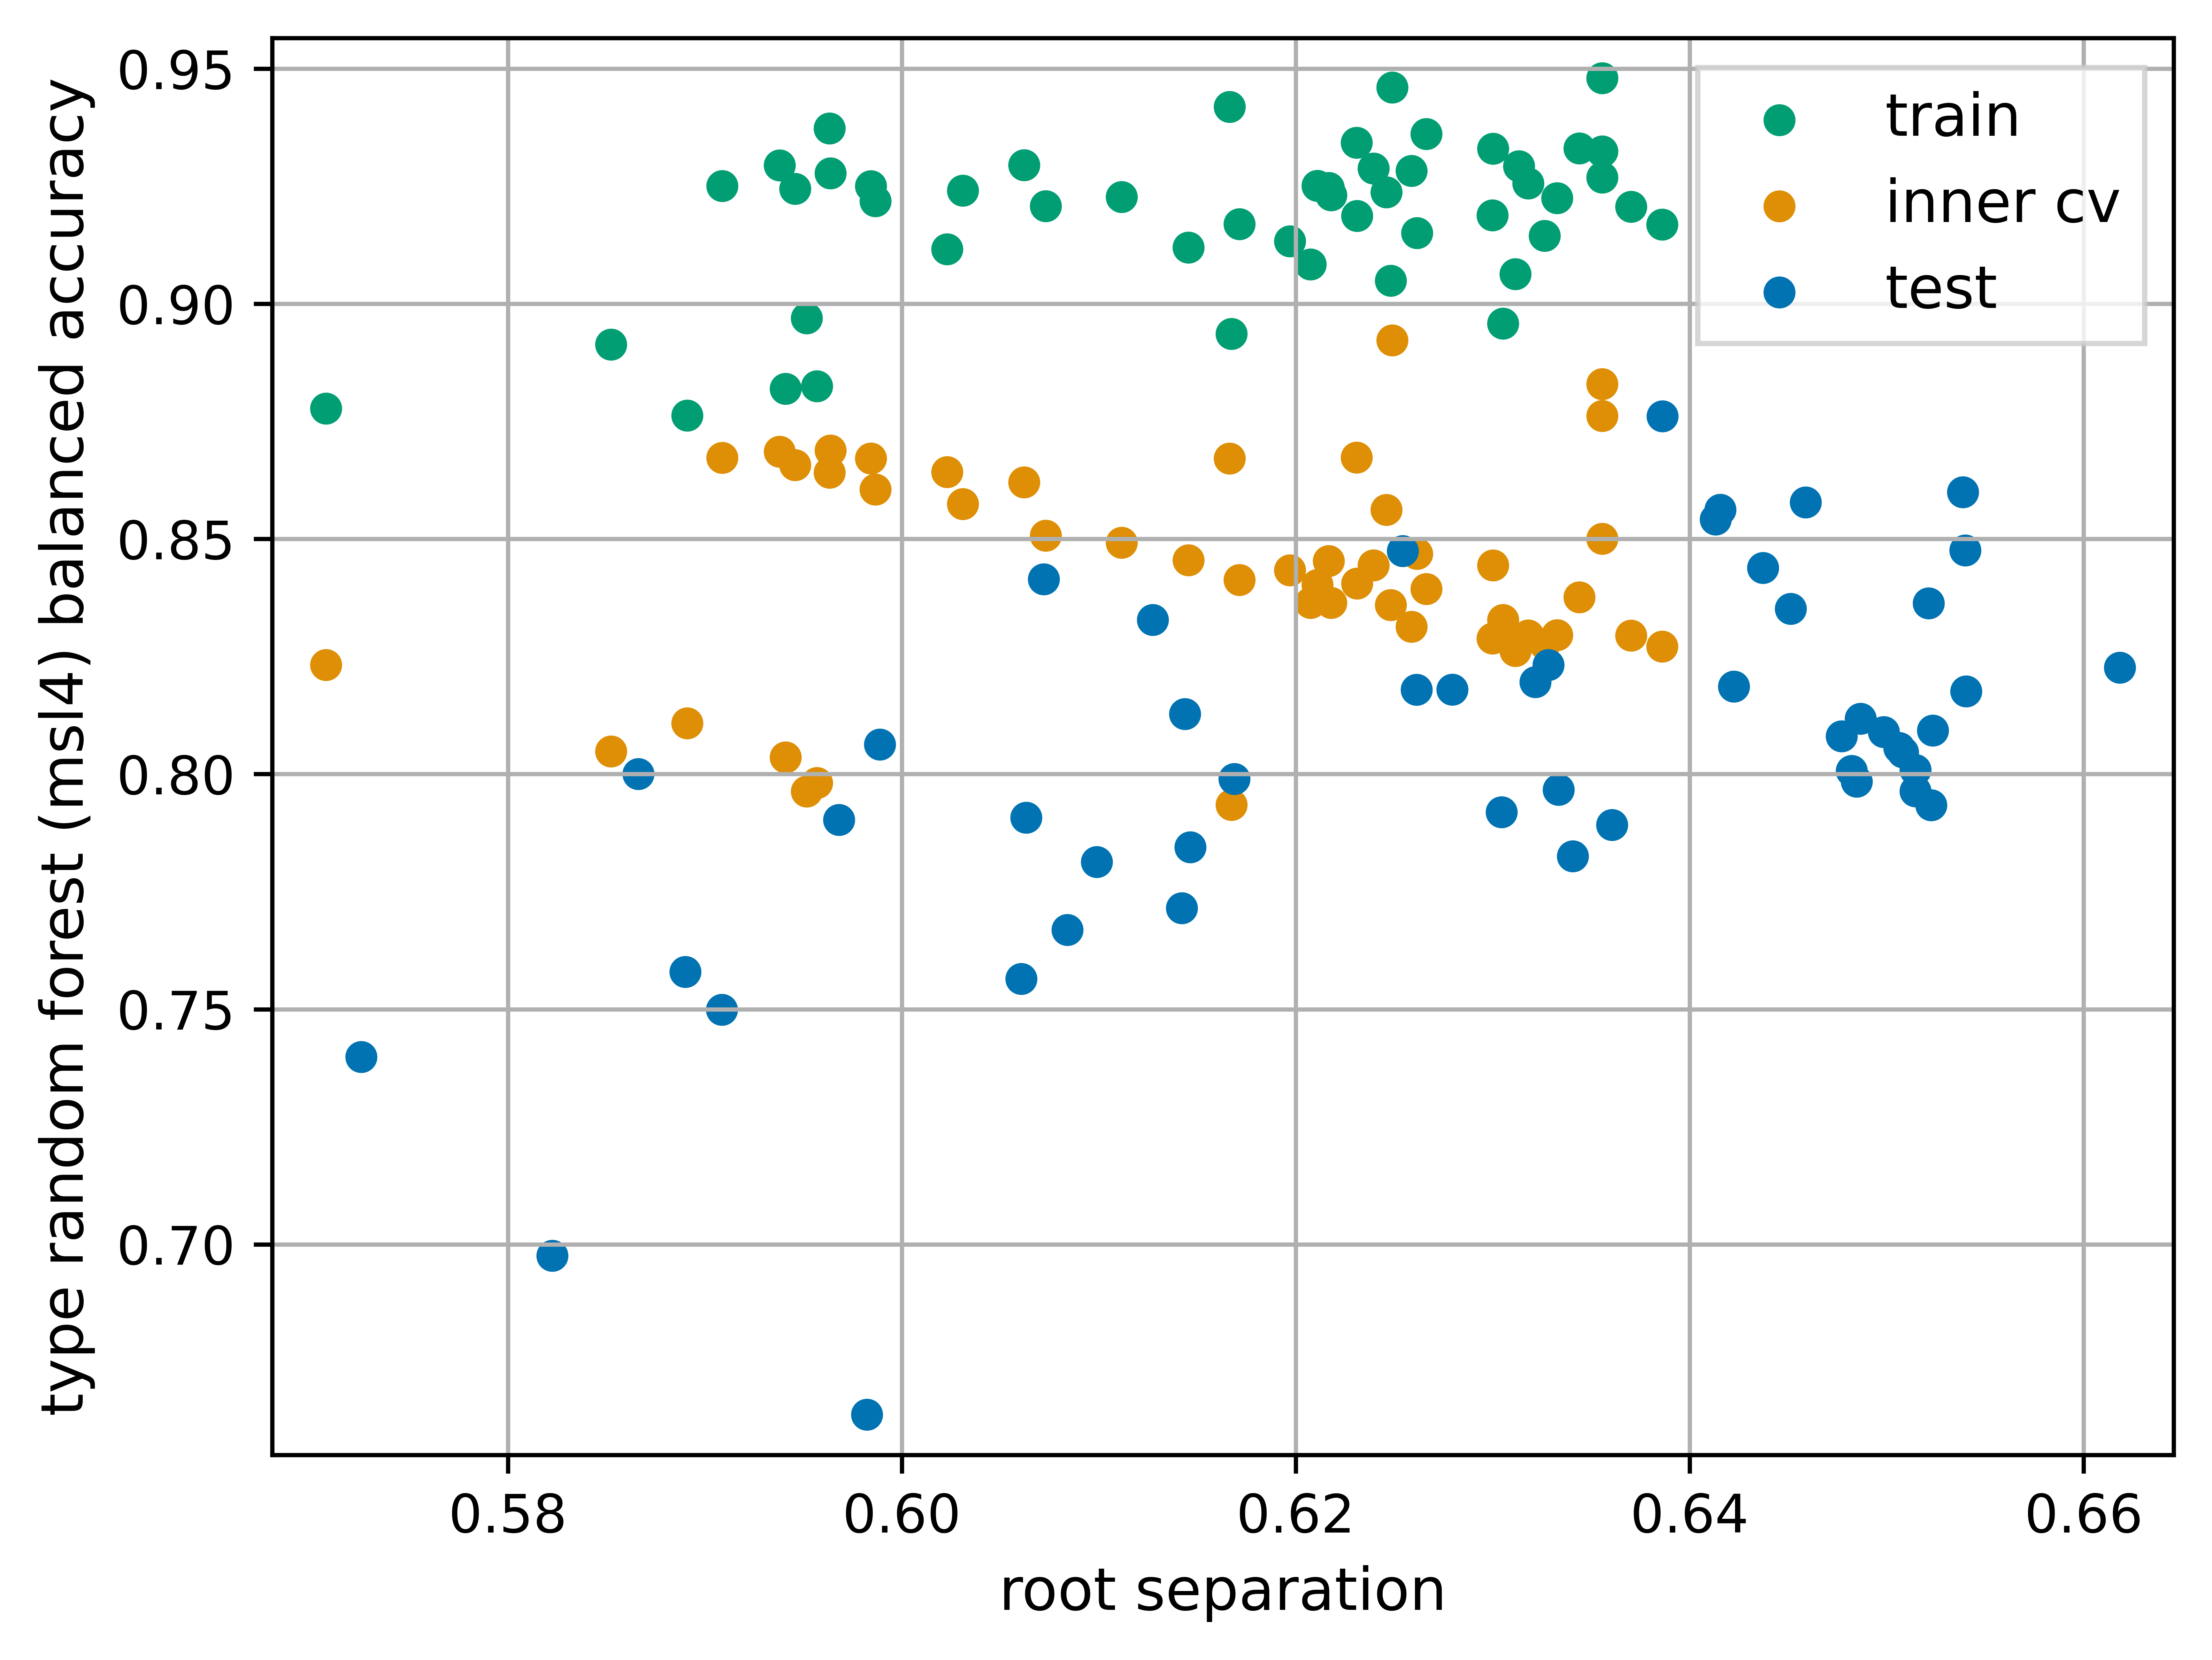 type random forest (msl4) balanced accuracy
0.95
0.90
0.85
0.80
0.75
0.70
train
inner cv
test
0.58
0.60
0.62
0.64
0.66
root separation